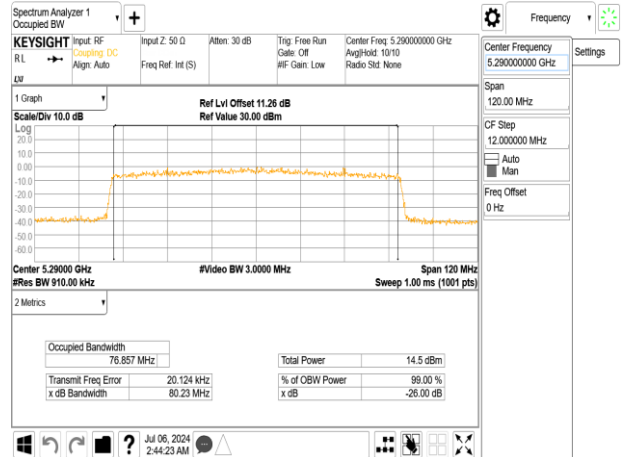 Spectrum Analyzer 1
Occupied BW
Frequency
KEYSIGHT
Input: RF
Coupling: DC
Align: Auto
Input Z: 50 Ω
Freq Ref: Int (S)
Atten: 30 dB
Trig: Free Run
Gate: Off
#IF Gain: Low
Center Freq: 5.290000000 GHz
Avg|Hold: 10/10
Radio Std: None
RL
LXI
Center Frequency
5.290000000 GHz
Settings
Span
120.00 MHz
CF Step
12.000000 MHz
Auto
Man
Freq Offset
0 Hz
1 Graph
Scale/Div 10.0 dB
Ref Lvl Offset 11.26 dB
Ref Value 30.00 dBm
Log
20.0
10.0
0.00
-10.0
-20.0
-30.0
-40.0
-50.0
-60.0
Center 5.29000 GHz
#Res BW 910.00 kHz
#Video BW 3.0000 MHz
Span 120 MHz
Sweep 1.00 ms (1001 pts)
2 Metrics
Occupied Bandwidth
76.857 MHz
Transmit Freq Error 20.124 kHz
x dB Bandwidth 80.23 MHz
Total Power 14.5 dBm
% of OBW Power 99.00 %
x dB -26.00 dB
?
Jul 06, 2024
2:44:23 AM